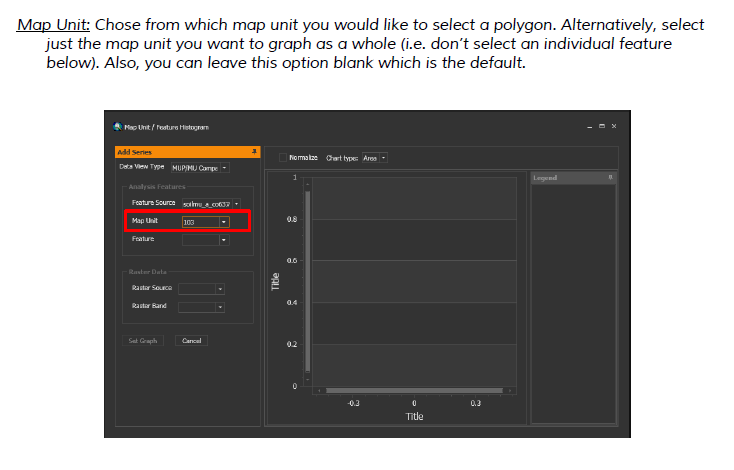 Map Unit: Chose from which map unit you would like to select a polygon. Alternatively, select
just the map unit you want to graph as a whole (i.e. don't select an individual feature
below). Also, you can leave this option blank which is the default.
Map Unit / Feature Histogram
Add Series
Data View Type MUP/MU Compe
Normalize Chart type: Area
Legend
Analysis Features
Feature Source soilmu_a_co637
Map Unit 103
Feature
Raster Data
Raster Source
Raster Band
Set Graph Cancel
1
0.8
0.6
0.4
0.2
0
Title
-0.3 0 0.3
Title